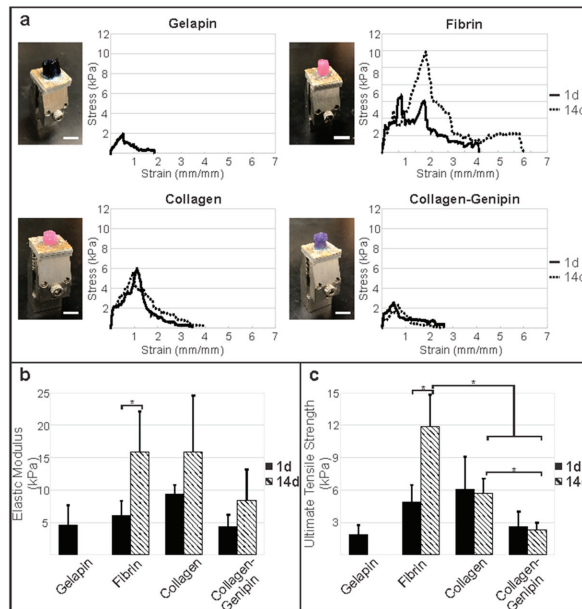 a
Gelapin
Fibrin
Stress (kPa)
12
10
8
6
4
2
1 2 3 4 5 6 7
Strain (mm/mm)
Stress (kPa)
12
10
8
6
4
2
1 2 3 4 5 6 7
Strain (mm/mm)
1d
14d
Collagen
Collagen-Genipin
Stress (kPa)
12
10
8
6
4
2
1 2 3 4 5 6 7
Strain (mm/mm)
Stress (kPa)
12
10
8
6
4
2
1 2 3 4 5 6 7
Strain (mm/mm)
1d
14d
b
Elastic Modulus
(kPa)
25
20
15
10
5
*
1d
14d
Gelapin
Fibrin
Collagen
Collagen-
Genipin
c
Ultimate Tensile Strength
(kPa)
15
12
9
6
3
*
*
*
1d
14d
Gelapin
Fibrin
Collagen
Collagen-
Genipin